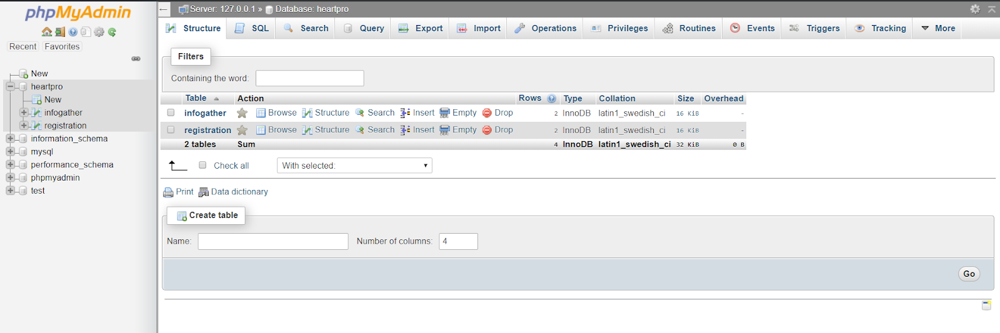 phpMyAdmin
Recent Favorites
New
heartpro
New
infogather
registration
information_schema
mysql
performance_schema
phpmyadmin
test
Server: 127.0.0.1 » Database: heartpro
Structure SQL Search Query Export Import Operations Privileges Routines Events Triggers Tracking More
Filters
Containing the word:
Table Action Rows Type Collation Size Overhead
infogather Browse Structure Search Insert Empty Drop 2 InnoDB latin1_swedish_ci 16 KiB -
registration Browse Structure Search Insert Empty Drop 2 InnoDB latin1_swedish_ci 16 KiB -
2 tables Sum 4 InnoDB latin1_swedish_ci 32 KiB 0 B
Check all With selected:
Print Data dictionary
Create table
Name: Number of columns: 4
Go